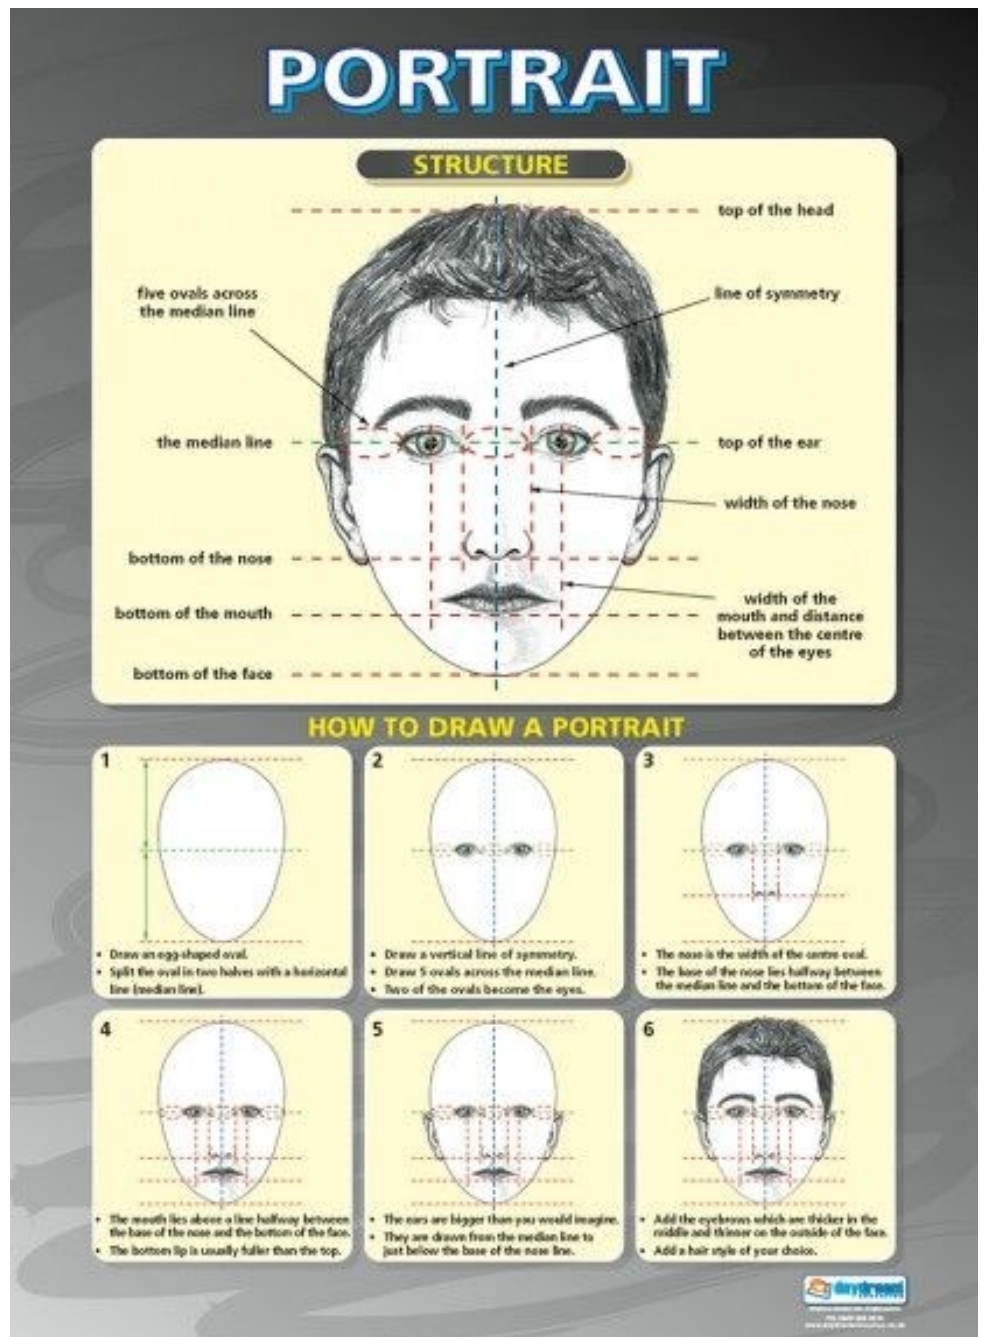 PORTRAIT
STRUCTURE
top of the head
five ovals across
the median line
line of symmetry
the median line
top of the ear
width of the nose
bottom of the nose
bottom of the mouth
width of the
mouth and distance
between the centre
of the eyes
bottom of the face
HOW TO DRAW A PORTRAIT
1
• Draw an egg-shaped oval.
• Split the oval in two halves with a horizontal
line (median line).
2
• Draw a vertical line of symmetry.
• Draw 5 ovals across the median line.
• Two of the ovals become the eyes.
3
• The nose is the width of the centre oval.
• The base of the nose lies halfway between
the median line and the bottom of the face.
4
• The mouth lies above a line halfway between
the base of the nose and the bottom of the face.
• The bottom lip is usually fuller than the top.
5
• The ears are bigger than you would imagine.
• They are drawn from the median line to
just below the base of the nose line.
6
• Add the eyebrows which are thicker in the
middle and thinner on the outside of the face.
• Add a hair style of your choice.
daydream